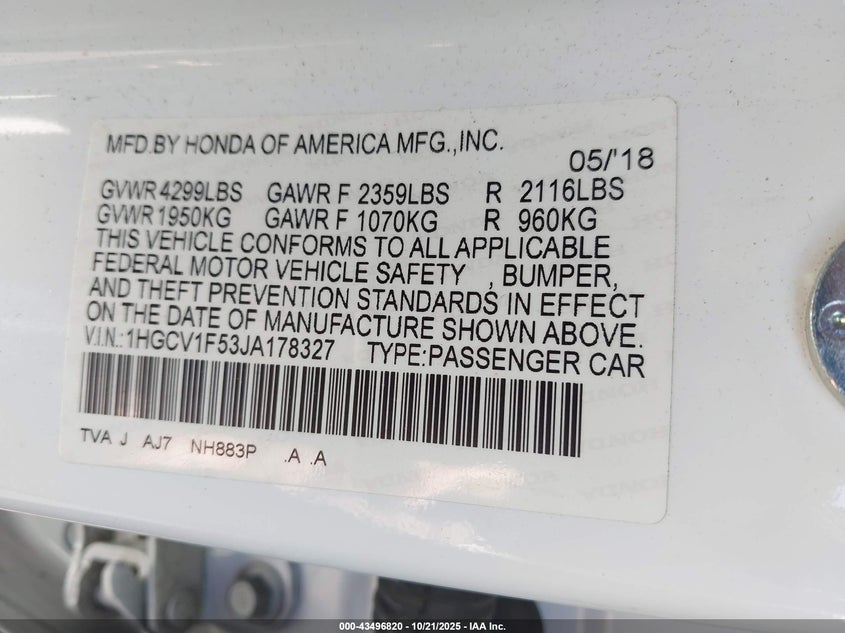 MFD.BY HONDA OF AMERICA MFG.,INC.
05/'18
GVWR 4299LBS GAWR F 2359LBS R 2116LBS
GVWR 1950KG GAWR F 1070KG R 960KG
THIS VEHICLE CONFORMS TO ALL APPLICABLE
FEDERAL MOTOR VEHICLE SAFETY , BUMPER,
AND THEFT PREVENTION STANDARDS IN EFFECT
ON THE DATE OF MANUFACTURE SHOWN ABOVE.
V.I.N.:1HGCV1F53JA178327 TYPE:PASSENGER CAR
TVA J AJ7 NH883P .A .A
HONDA
000-43496820 - 10/21/2025 - IAA Inc.